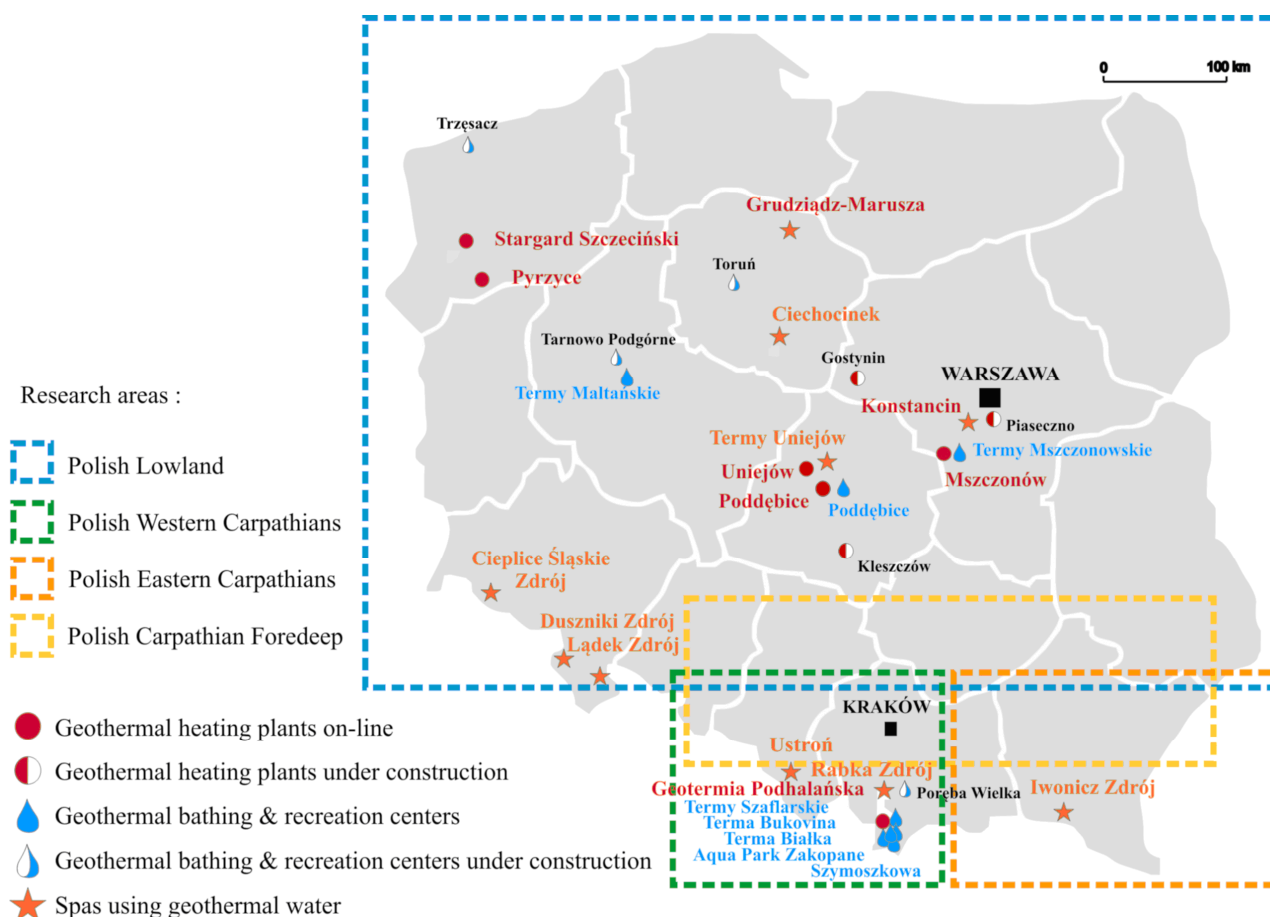 0 100 km
Trzęsacz
Grudziądz-Marusza
Stargard Szczeciński
Toruń
Pyrzyce
Ciechocinek
Tarnowo Podgórne
Gostynin
WARSZAWA
Termy Maltańskie
Konstancin
Piaseczno
Termy Uniejów
Termy Mszczonowskie
Uniejów
Mszczonów
Poddębice
Poddębice
Kleszczów
Cieplice Śląskie
Zdrój
Duszniki Zdrój
Lądek Zdrój
KRAKÓW
Ustroń
Rabka Zdrój
Geotermia Podhalańska
Poręba Wielka
Iwonicz Zdrój
Termy Szaflarskie
Terma Bukovina
Terma Białka
Aqua Park Zakopane
Szymoszkowa
Research areas :
Polish Lowland
Polish Western Carpathians
Polish Eastern Carpathians
Polish Carpathian Foredeep
Geothermal heating plants on-line
Geothermal heating plants under construction
Geothermal bathing & recreation centers
Geothermal bathing & recreation centers under construction
Spas using geothermal water